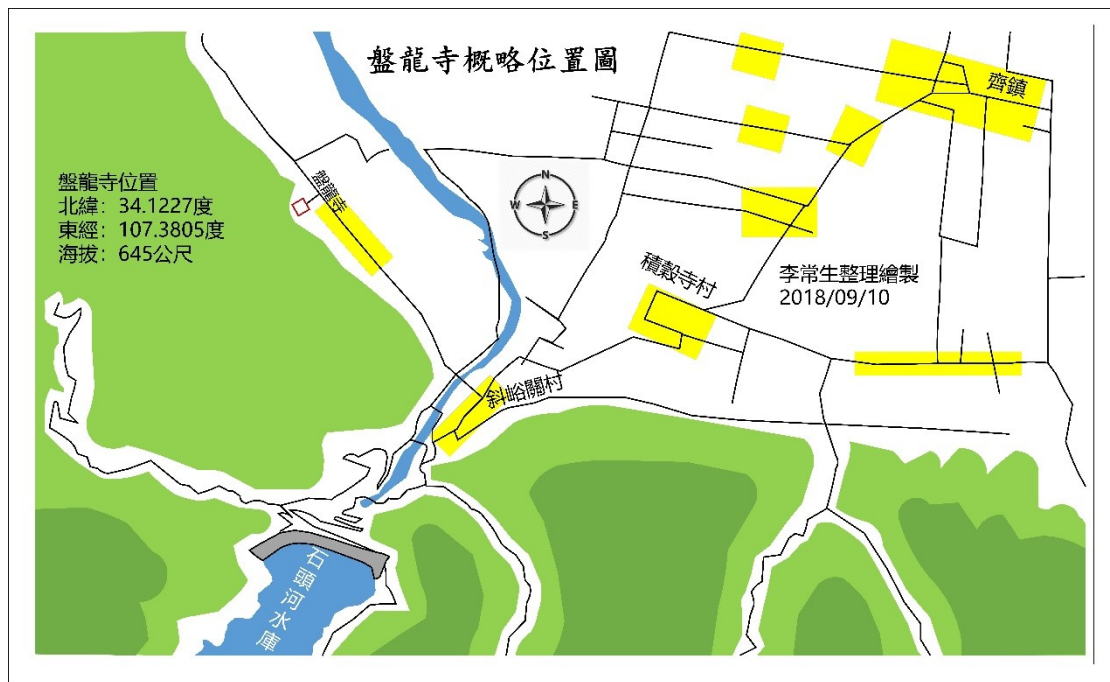 盤龍寺概略位置圖
齊鎮
N
W
E
S
盤龍寺位置
北緯：34.1227度
東經：107.3805度
海拔：645公尺
盤龍寺
積穀寺村
李常生整理繪製
2018/09/10
斜峪關村
石頭河水庫